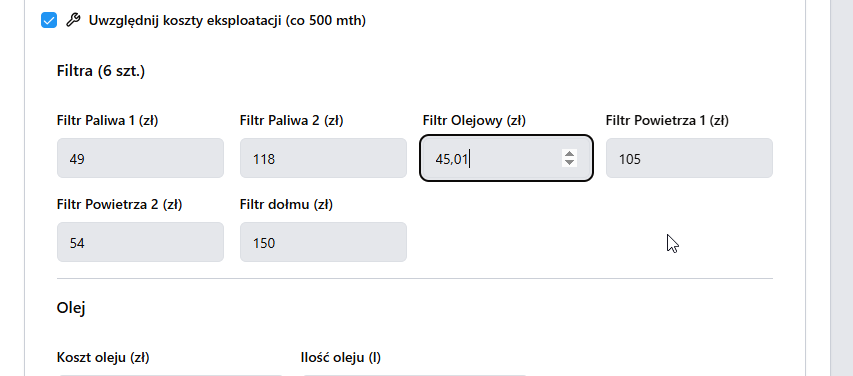 Uwzględnij koszty eksploatacji (co 500 mth)
Filtra (6 szt.)
Filtr Paliwa 1 (zł) Filtr Paliwa 2 (zł) Filtr Olejowy (zł) Filtr Powietrza 1 (zł)
49 118 45,01 105
Filtr Powietrza 2 (zł) Filtr dołmu (zł)
54 150
Olej
Koszt oleju (zł) Ilość oleju (l)